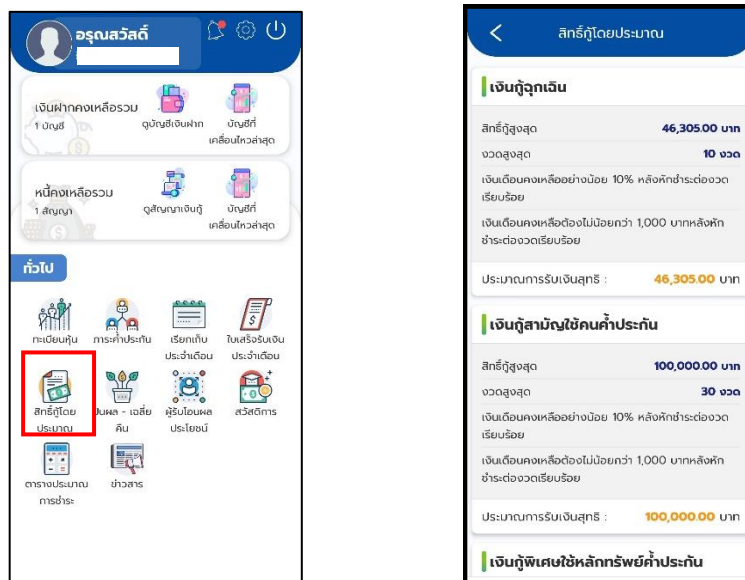 อรุณสวัสดิ์
เงินฝากคงเหลือรวม
1 บัญชี
ดูบัญชีเงินฝาก
บัญชีที่
เคลื่อนไหวล่าสุด
หนี้คงเหลือรวม
1 สัญญา
ดูสัญญาเงินกู้
บัญชีที่
เคลื่อนไหวล่าสุด
ทั่วไป
ทะเบียนหุ้น
ภาระค้ำประกัน
เรียกเก็บ
ประจำเดือน
ใบเสร็จรับเงิน
ประจำเดือน
สิทธิ์กู้โดย
ประมาณ
ปันผล - เฉลี่ย
คืน
ผู้รับโอนผล
ประโยชน์
สวัสดิการ
ตารางประมาณ
การชำระ
ข่าวสาร
สิทธิ์กู้โดยประมาณ
เงินกู้ฉุกเฉิน
สิทธิ์กู้สูงสุด 46,305.00 บาท
งวดสูงสุด 10 งวด
เงินเดือนคงเหลืออย่างน้อย 10% หลังหักชำระต่องวด
เรียบร้อย
เงินเดือนคงเหลือต้องไม่น้อยกว่า 1,000 บาทหลังหัก
ชำระต่องวดเรียบร้อย
ประมาณการรับเงินสุทธิ : 46,305.00 บาท
เงินกู้สามัญใช้คนค้ำประกัน
สิทธิ์กู้สูงสุด 100,000.00 บาท
งวดสูงสุด 30 งวด
เงินเดือนคงเหลืออย่างน้อย 10% หลังหักชำระต่องวด
เรียบร้อย
เงินเดือนคงเหลือต้องไม่น้อยกว่า 1,000 บาทหลังหัก
ชำระต่องวดเรียบร้อย
ประมาณการรับเงินสุทธิ : 100,000.00 บาท
เงินกู้พิเศษใช้หลักทรัพย์ค้ำประกัน